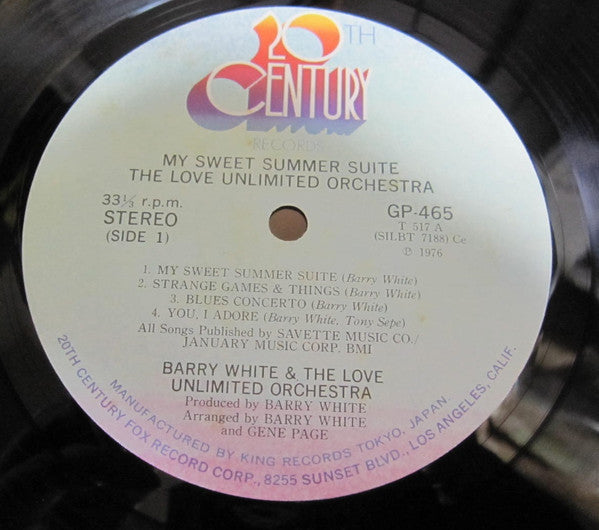 20TH
CENTURY
RECORDS
MY SWEET SUMMER SUITE
THE LOVE UNLIMITED ORCHESTRA
33⅓ r.p.m.
STEREO
(SIDE 1)
GP-465
T 517 A
(SILBT 7188) Ce
℗ 1976
1. MY SWEET SUMMER SUITE (Barry White)
2. STRANGE GAMES & THINGS (Barry White)
3. BLUES CONCERTO (Barry White)
4. YOU, I ADORE (Barry White, Tony Sepe)
All Songs Published by SAVETTE MUSIC CO./
JANUARY MUSIC CORP. BMI
BARRY WHITE & THE LOVE
UNLIMITED ORCHESTRA
Produced by BARRY WHITE
Arranged by BARRY WHITE
and GENE PAGE
MANUFACTURED BY KING RECORDS TOKYO, JAPAN.
20TH CENTURY FOX RECORD CORP., 8255 SUNSET BLVD., LOS ANGELES, CALIF.